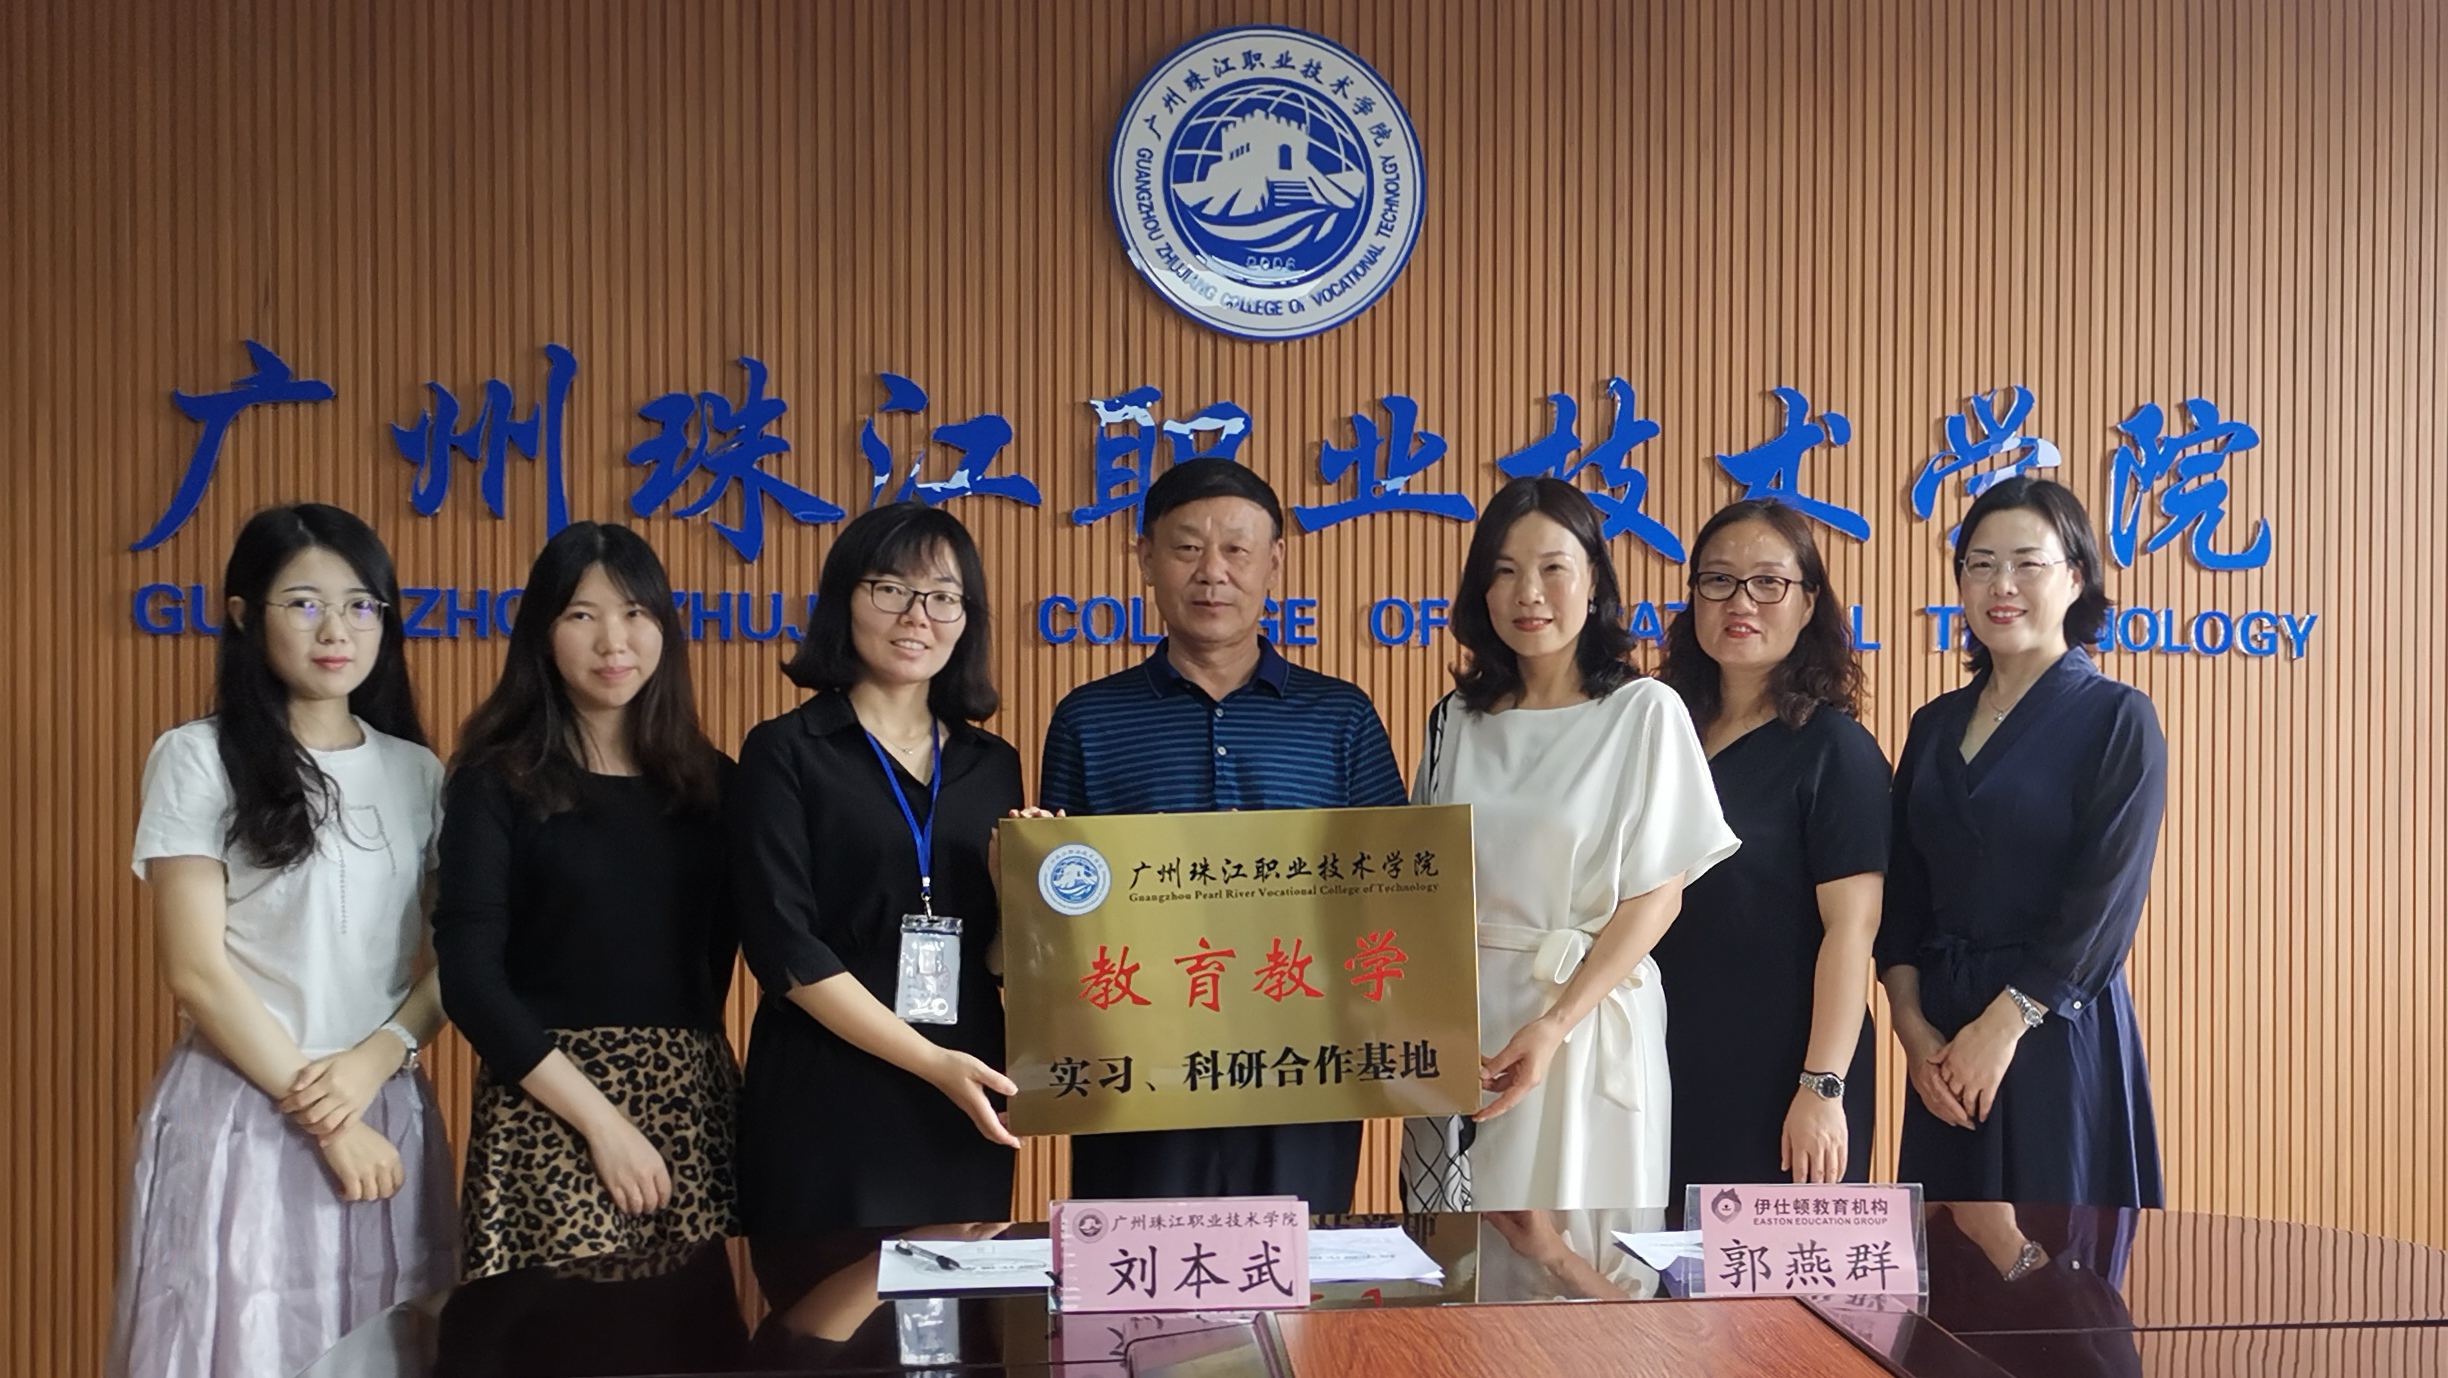 广州珠江职业技术学院
GUANGZHOU ZHUJIANG COLLEGE OF VOCATIONAL TECHNOLGY
2006
广州珠江职业技术学院
COLLEGE OF TECHNOLOGY
广州珠江职业技术学院
Guangzhou Pearl River Vocational College of Technology
教育教学
实习、科研合作基地
广州珠江职业技术学院
刘本武
伊仕顿教育机构
EASTON EDUCATION GROUP
郭燕群